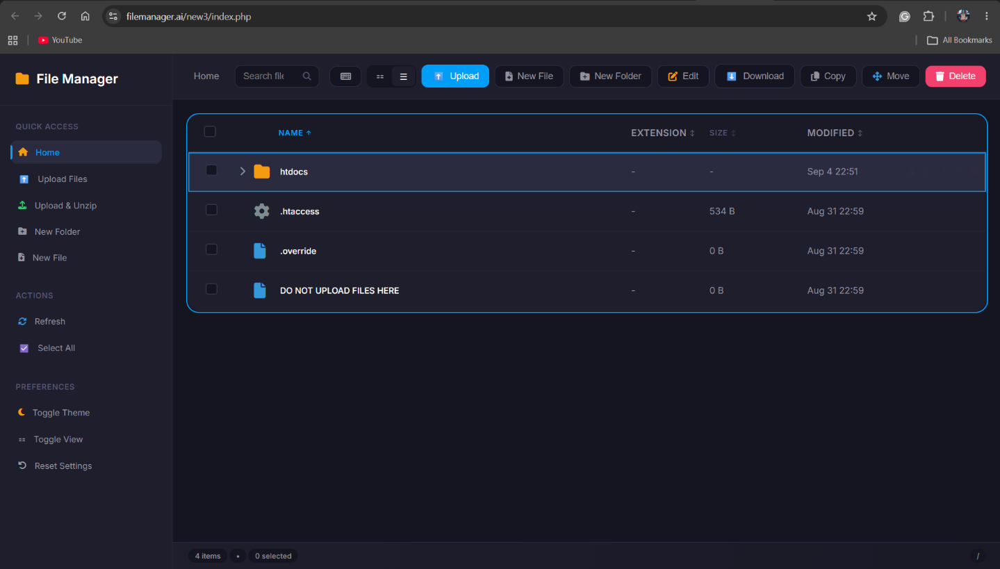 filemanager.ai/new3/index.php
YouTube
All Bookmarks
File Manager
QUICK ACCESS
Home
Upload Files
Upload & Unzip
New Folder
New File
ACTIONS
Refresh
Select All
PREFERENCES
Toggle Theme
Toggle View
Reset Settings
Home Search file Upload New File New Folder Edit Download Copy Move Delete
NAME EXTENSION SIZE MODIFIED
htdocs - - Sep 4 22:51
.htaccess - 534 B Aug 31 22:59
.override - 0 B Aug 31 22:59
DO NOT UPLOAD FILES HERE - 0 B Aug 31 22:59
4 items • 0 selected /